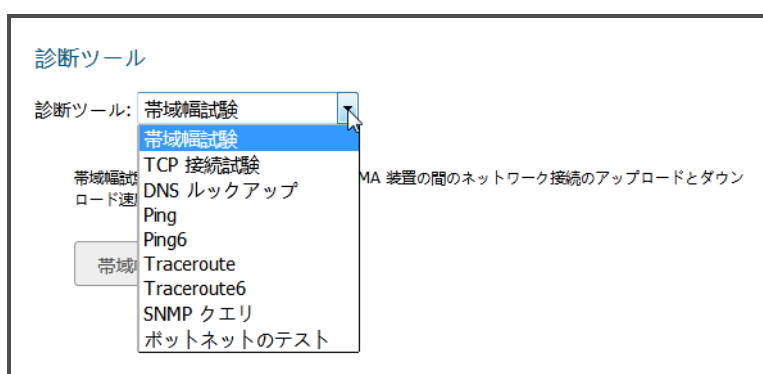 診断ツール
診断ツール: 帯域幅試験
帯域幅試験
TCP 接続試験
帯域幅試 MA 装置の間のネットワーク接続のアップロードとダウン
DNS ルックアップ
ロード速
Ping
Ping6
帯域
Traceroute
Traceroute6
SNMP クエリ
ボットネットのテスト